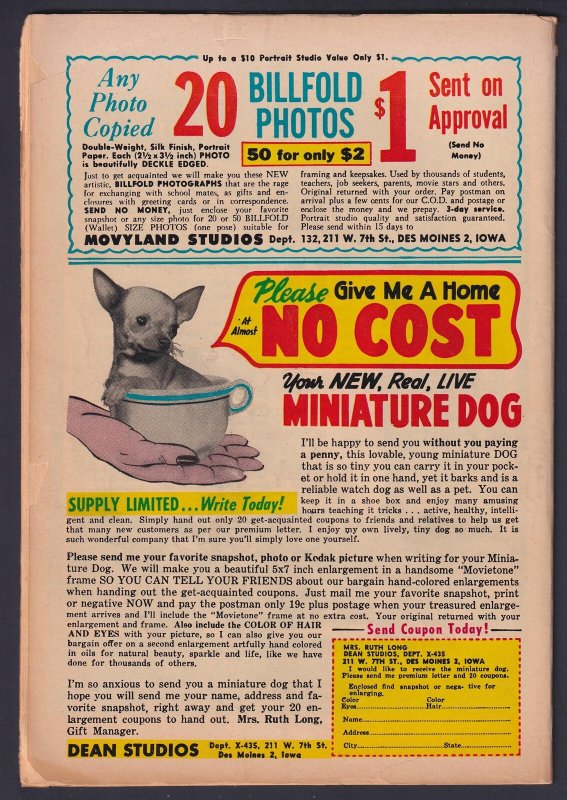 Up to a $10 Portrait Studio Value Only $1.
Any
Photo
Copied
20
BILLFOLD
PHOTOS
$1
50 for only $2
Sent on
Approval
(Send No
Money)
Double-Weight, Silk Finish, Portrait
Paper. Each (2½ x 3½ inch) PHOTO
is beautifully DECKLE EDGED.
Just to get acquainted we will make you these NEW
artistic, BILLFOLD PHOTOGRAPHS that are the rage
for exchanging with school mates, as gifts, and en-
closures with greeting cards or in correspondence.
SEND NO MONEY, just enclose your favorite
snapshot or any size photo for 20 or 50 BILLFOLD
(Wallet) SIZE PHOTOS (one pose) suitable for
framing and keepsakes. Used by thousands of students,
teachers, job seekers, parents, movie stars and others.
Original returned with your order. Pay postman on
arrival plus a few cents for our C.O.D. and postage or
enclose the money and we prepay. 3-day service.
Portrait studio quality and satisfaction guaranteed.
Please send within 15 days to
MOVYLAND STUDIOS Dept. 132, 211 W. 7th St., DES MOINES 2, IOWA
Please Give Me A Home
At
Almost
NO COST
Your NEW, Real, LIVE
MINIATURE DOG
I'll be happy to send you without you paying
a penny, this lovable, young miniature DOG
that is so tiny you can carry it in your pock-
et or hold it in one hand, yet it barks and is a
reliable watch dog as well as a pet. You can
keep it in a shoe box and enjoy many amusing
SUPPLY LIMITED... Write Today!
hours teaching it tricks . . . active, healthy, intelli-
gent and clean. Simply hand out only 20 get-acquainted coupons to friends and relatives to help us get
that many new customers as per our premium letter. I enjoy my own lively, tiny dog so much. It is
such wonderful company that I'm sure you'll simply love one yourself.
Please send me your favorite snapshot, photo or Kodak picture when writing for your Minia-
ture Dog. We will make you a beautiful 5x7 inch enlargement in a handsome "Movietone"
frame SO YOU CAN TELL YOUR FRIENDS about our bargain hand-colored enlargements
when handing out the get-acquainted coupons. Just mail me your favorite snapshot, print
or negative NOW and pay the postman only 19c plus postage when your treasured enlarge-
ment arrives and I'll include the "Movietone" frame at no extra cost. Your original returned with your
enlargement and frame. Also include the COLOR OF HAIR
AND EYES with your picture, so I can also give you our
bargain offer on a second enlargement artfully hand colored
in oils for natural beauty, sparkle and life, like we have
done for thousands of others.
I'm so anxious to send you a miniature dog that I
hope you will send me your name, address and fa-
vorite snapshot, right away and get your 20 en-
largement coupons to hand out. Mrs. Ruth Long,
Gift Manager.
DEAN STUDIOS Dept. X-435, 211 W. 7th St.
Des Moines 2, Iowa
Send Coupon Today!
MRS. RUTH LONG
DEAN STUDIOS, DEPT. X-435
211 W. 7TH ST., DES MOINES 2, IOWA
I would like to receive the miniature dog.
Please send me premium letter and 20 coupons.
Enclosed find snapshot or nega- tive for
enlarging.
Color Color
Eyes Hair
Name
Address
City State